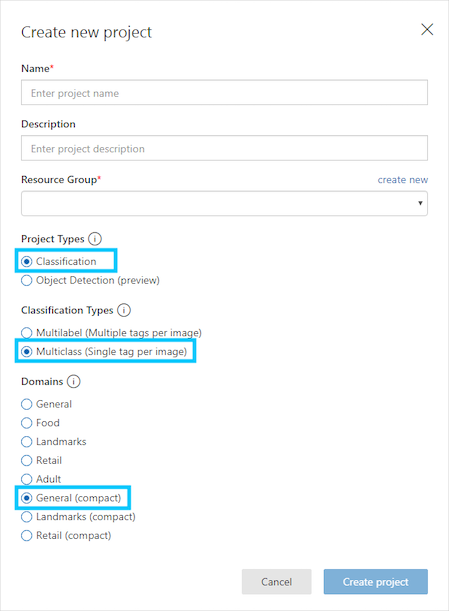 Create new project
Name*
Enter project name
Description
Enter project description
Resource Group* create new
Project Types i
Classification
Object Detection (preview)
Classification Types i
Multilabel (Multiple tags per image)
Multiclass (Single tag per image)
Domains i
General
Food
Landmarks
Retail
Adult
General (compact)
Landmarks (compact)
Retail (compact)
Cancel Create project